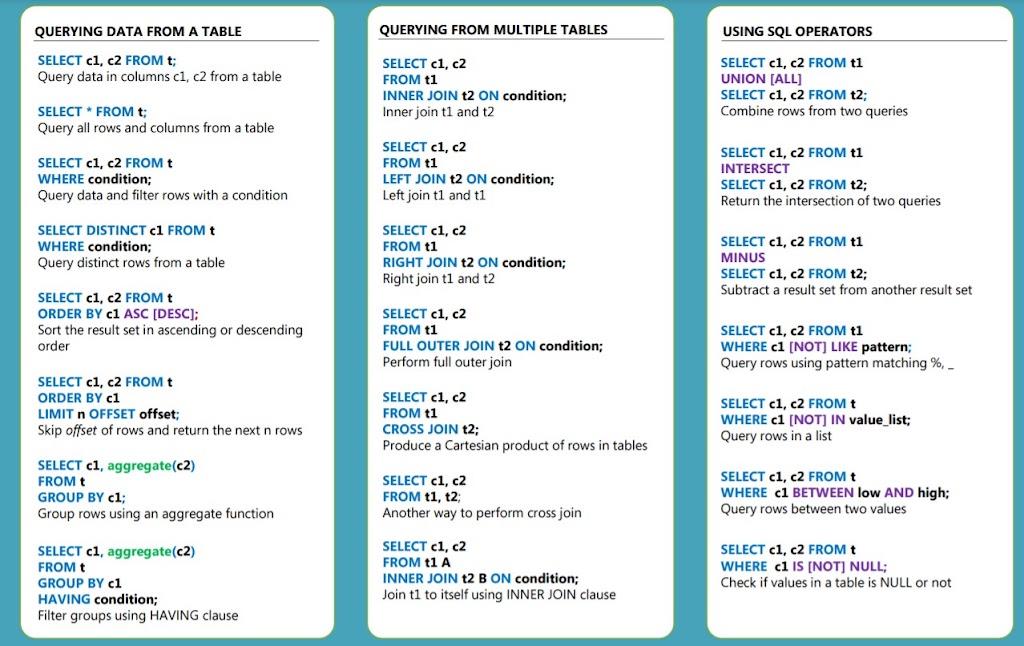 QUERYING DATA FROM A TABLE
SELECT c1, c2 FROM t;
Query data in columns c1, c2 from a table
SELECT * FROM t;
Query all rows and columns from a table
SELECT c1, c2 FROM t
WHERE condition;
Query data and filter rows with a condition
SELECT DISTINCT c1 FROM t
WHERE condition;
Query distinct rows from a table
SELECT c1, c2 FROM t
ORDER BY c1 ASC [DESC];
Sort the result set in ascending or descending
order
SELECT c1, c2 FROM t
ORDER BY c1
LIMIT n OFFSET offset;
Skip offset of rows and return the next n rows
SELECT c1, aggregate(c2)
FROM t
GROUP BY c1;
Group rows using an aggregate function
SELECT c1, aggregate(c2)
FROM t
GROUP BY c1
HAVING condition;
Filter groups using HAVING clause
QUERYING FROM MULTIPLE TABLES
SELECT c1, c2
FROM t1
INNER JOIN t2 ON condition;
Inner join t1 and t2
SELECT c1, c2
FROM t1
LEFT JOIN t2 ON condition;
Left join t1 and t1
SELECT c1, c2
FROM t1
RIGHT JOIN t2 ON condition;
Right join t1 and t2
SELECT c1, c2
FROM t1
FULL OUTER JOIN t2 ON condition;
Perform full outer join
SELECT c1, c2
FROM t1
CROSS JOIN t2;
Produce a Cartesian product of rows in tables
SELECT c1, c2
FROM t1, t2;
Another way to perform cross join
SELECT c1, c2
FROM t1 A
INNER JOIN t2 B ON condition;
Join t1 to itself using INNER JOIN clause
USING SQL OPERATORS
SELECT c1, c2 FROM t1
UNION [ALL]
SELECT c1, c2 FROM t2;
Combine rows from two queries
SELECT c1, c2 FROM t1
INTERSECT
SELECT c1, c2 FROM t2;
Return the intersection of two queries
SELECT c1, c2 FROM t1
MINUS
SELECT c1, c2 FROM t2;
Subtract a result set from another result set
SELECT c1, c2 FROM t1
WHERE c1 [NOT] LIKE pattern;
Query rows using pattern matching %, _
SELECT c1, c2 FROM t
WHERE c1 [NOT] IN value_list;
Query rows in a list
SELECT c1, c2 FROM t
WHERE  c1 BETWEEN low AND high;
Query rows between two values
SELECT c1, c2 FROM t
WHERE  c1 IS [NOT] NULL;
Check if values in a table is NULL or not